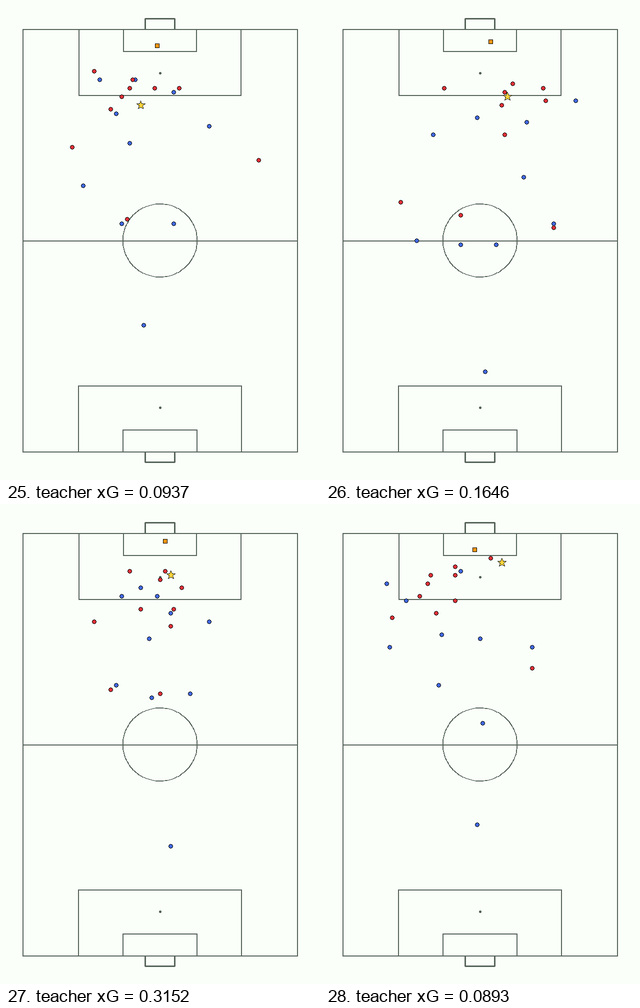 25. teacher xG = 0.0937
26. teacher xG = 0.1646
27. teacher xG = 0.3152
28. teacher xG = 0.0893